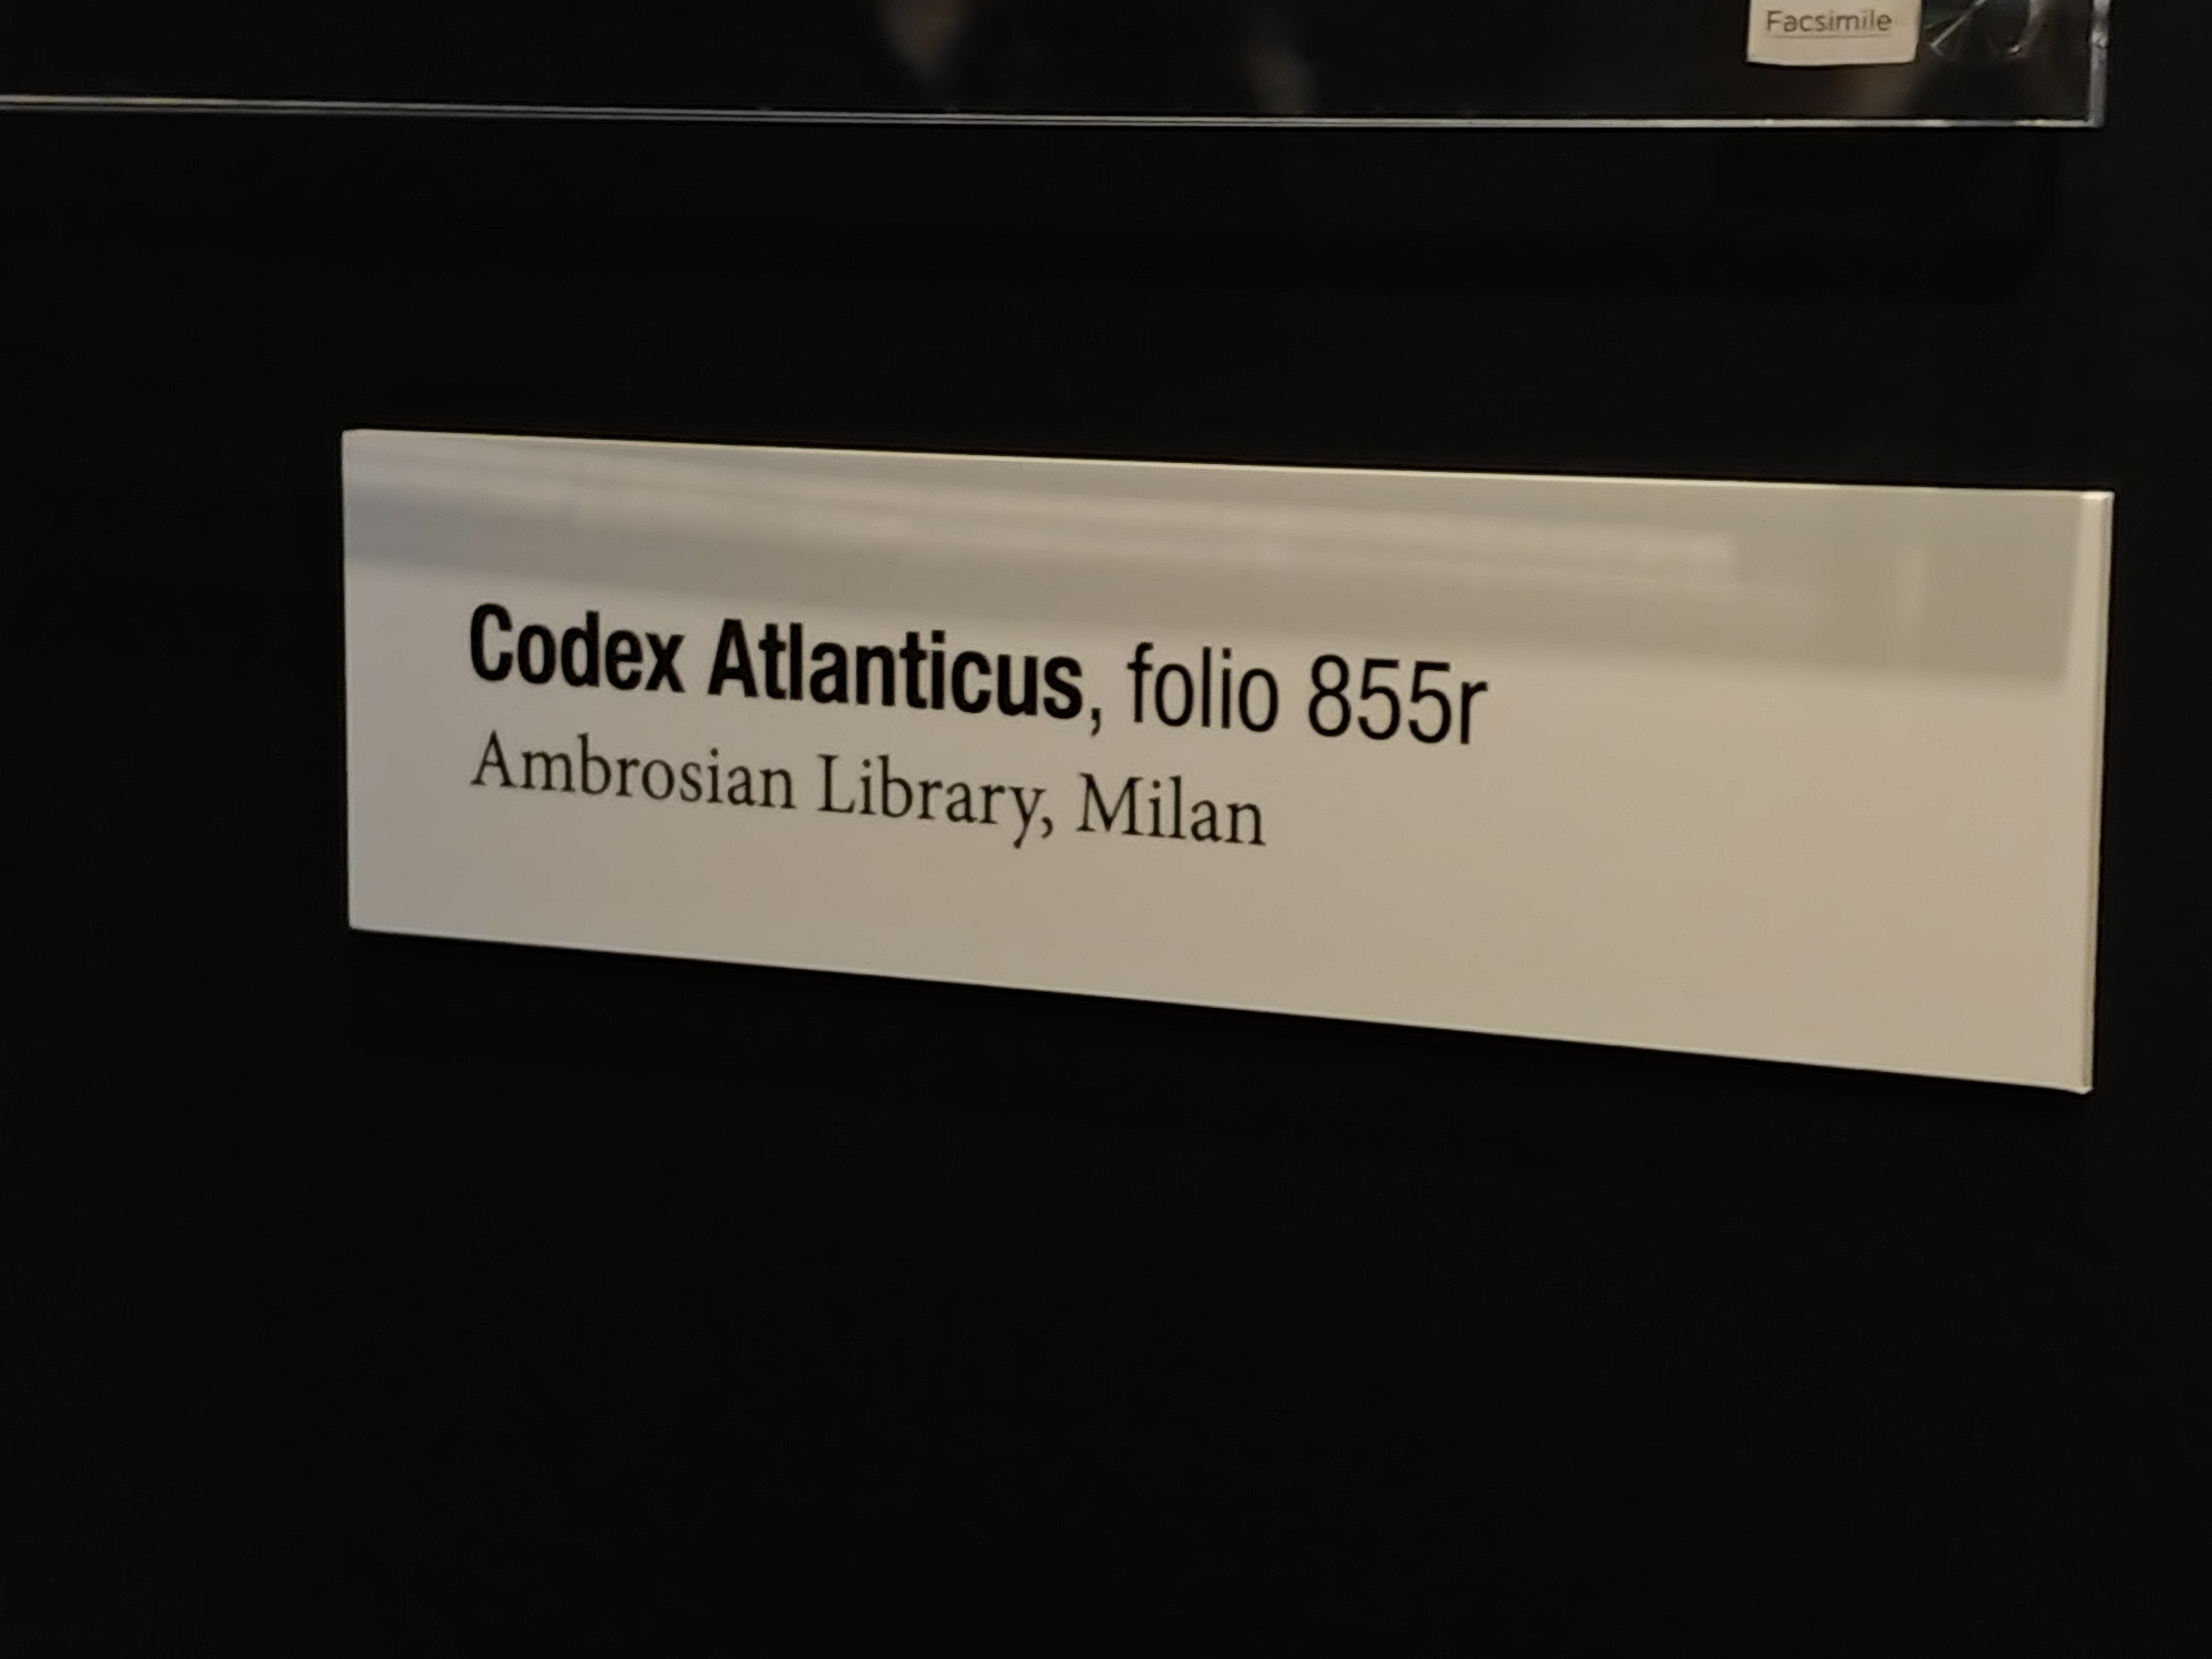 Facsimile
Codex Atlanticus, folio 855r
Ambrosian Library, Milan